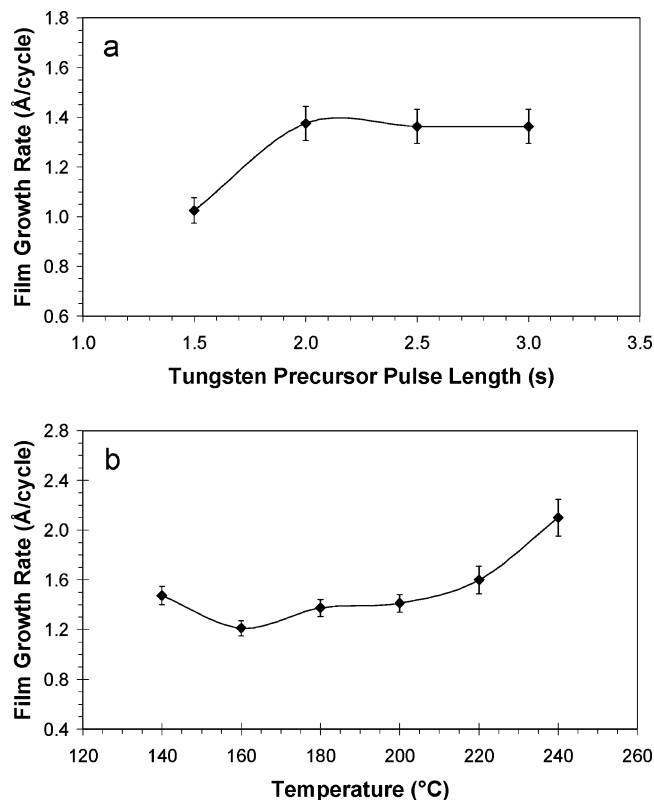 a
Film Growth Rate (Å/cycle)
1.8
1.6
1.4
1.2
1.0
0.8
0.6
1.0 1.5 2.0 2.5 3.0 3.5
Tungsten Precursor Pulse Length (s)
b
Film Growth Rate (Å/cycle)
2.8
2.4
2.0
1.6
1.2
0.8
0.4
120 140 160 180 200 220 240 260
Temperature (°C)